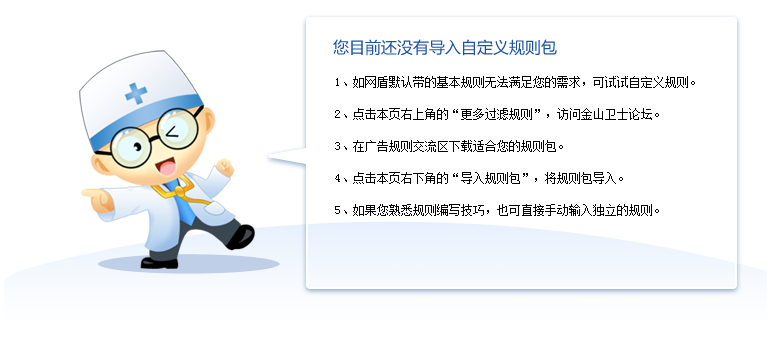 您目前还没有导入自定义规则包
1、如网盾默认带的基本规则无法满足您的需求，可试试自定义规则。
2、点击本页右上角的“更多过滤规则”，访问金山卫士论坛。
3、在广告规则交流区下载适合您的规则包。
4、点击本页右下角的“导入规则包”，将规则包导入。
5、如果您熟悉规则编写技巧，也可直接手动输入独立的规则。